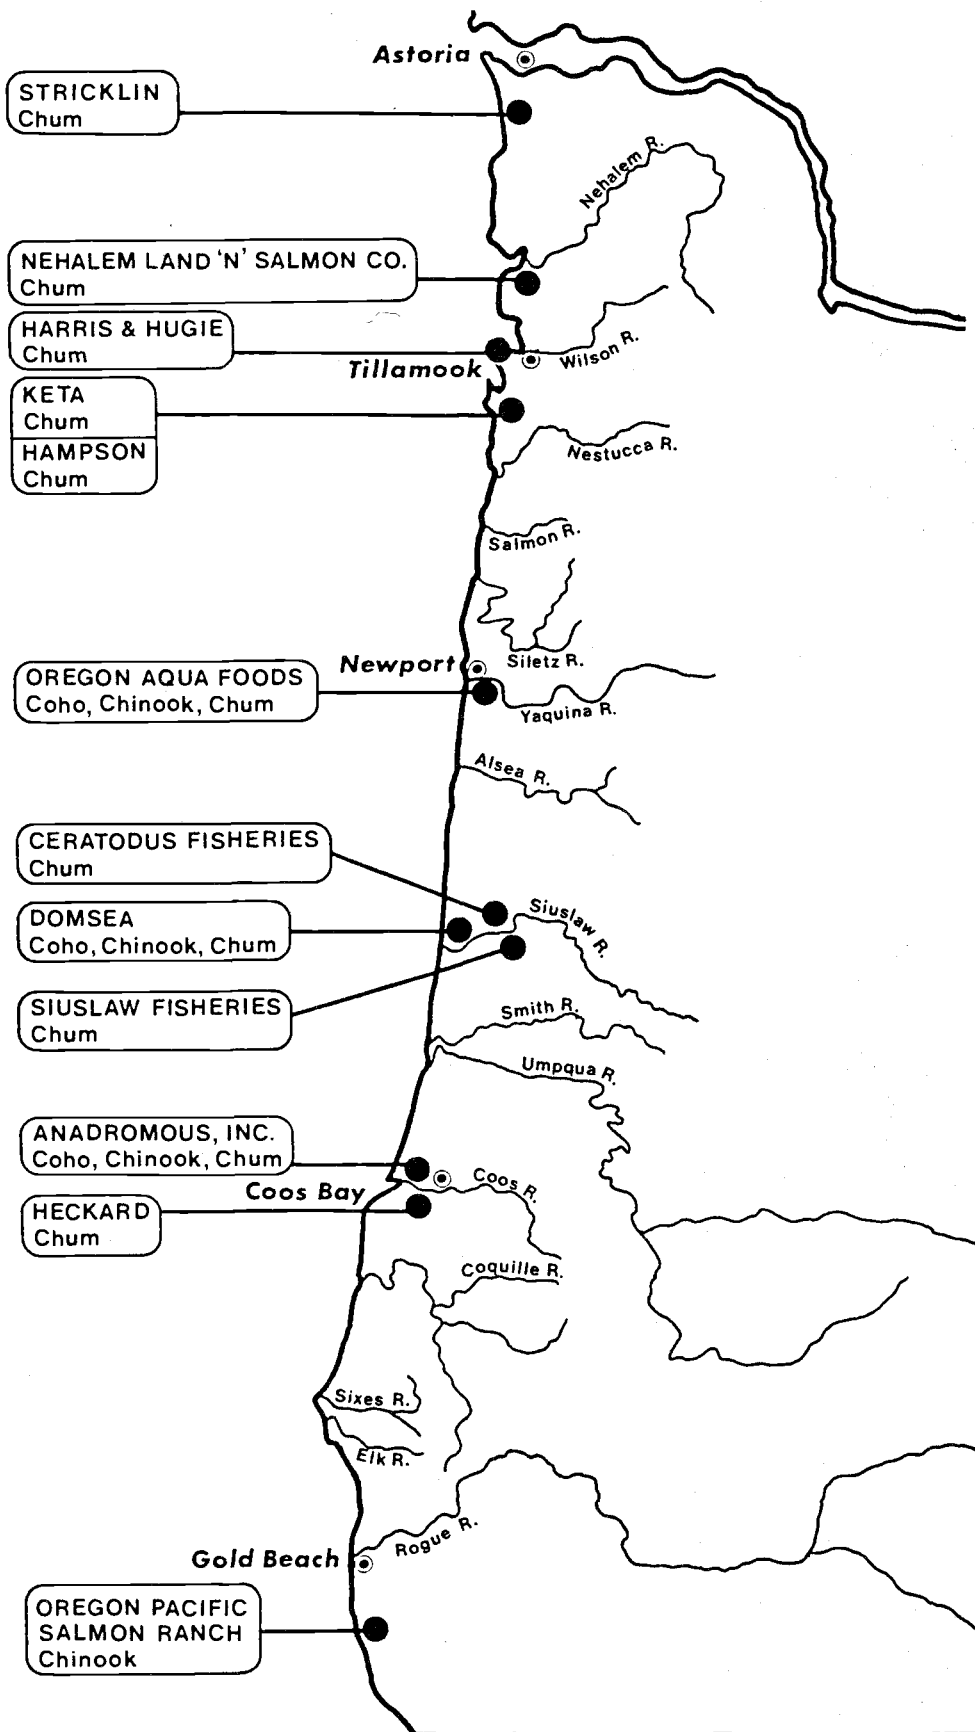 Astoria
STRICKLIN
Chum
Nehalem R.
NEHALEM LAND 'N' SALMON CO.
Chum
HARRIS & HUGIE
Chum
Wilson R.
Tillamook
KETA
Chum
HAMPSON
Chum
Nestucca R.
Salmon R.
Siletz R.
Newport
OREGON AQUA FOODS
Coho, Chinook, Chum
Yaquina R.
Alsea R.
CERATODUS FISHERIES
Chum
DOMSEA
Coho, Chinook, Chum
Siuslaw R.
SIUSLAW FISHERIES
Chum
Smith R.
Umpqua R.
ANADROMOUS, INC.
Coho, Chinook, Chum
Coos R.
Coos Bay
HECKARD
Chum
Coquille R.
Sixes R.
Elk R.
Rogue R.
Gold Beach
OREGON PACIFIC
SALMON RANCH
Chinook